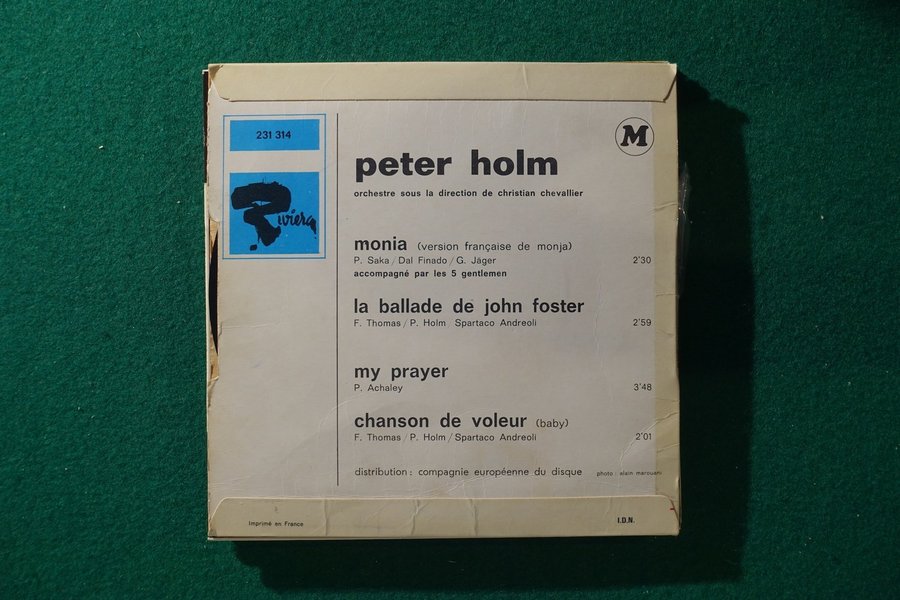 231 314
Riviera
M
peter holm
orchestre sous la direction de christian chevallier
monia (version française de monja)
P. Saka / Dal Finado / G. Jäger 2'30
accompagné par les 5 gentlemen
la ballade de john foster
F. Thomas / P. Holm Spartaco Andreoli 2'59
my prayer
P. Achaley 3'48
chanson de voleur (baby)
F. Thomas / P. Holm / Spartaco Andreoli 2'01
distribution : compagnie européenne du disque photo : alain marouani
Imprimé en France I.D.N.